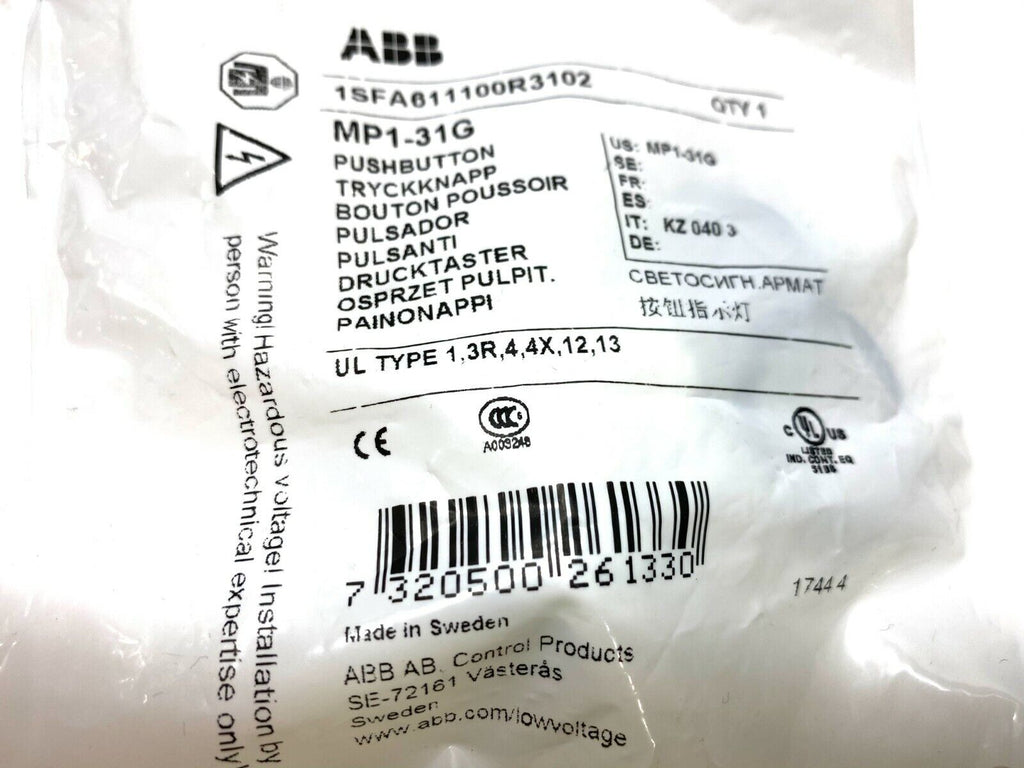 ABB
1SFA611100R3102
QTY 1
MP1-31G
PUSHBUTTON
TRYCKKNAPP
BOUTON POUSSOIR
PULSADOR
PULSANTI
DRUCKTASTER
OSPRZET PULPIT.
PAINONAPPI
US: MP1-31G
SE:
FR:
ES:
IT: KZ 040 3
DE:
СВЕТОСИГН.АРМАТ
按钮指示灯
UL TYPE 1,3R,4,4X,12,13
CE
CCC
A003248
C UL US
LISTED
IND. CONT. EQ
7 320500 261330
1744 4
Made in Sweden
ABB AB. Control Products
SE-72161 Västerås
Sweden
www.abb.com/lowvoltage
Warning! Hazardous voltage! Installation by
person with electrotechnical expertise only